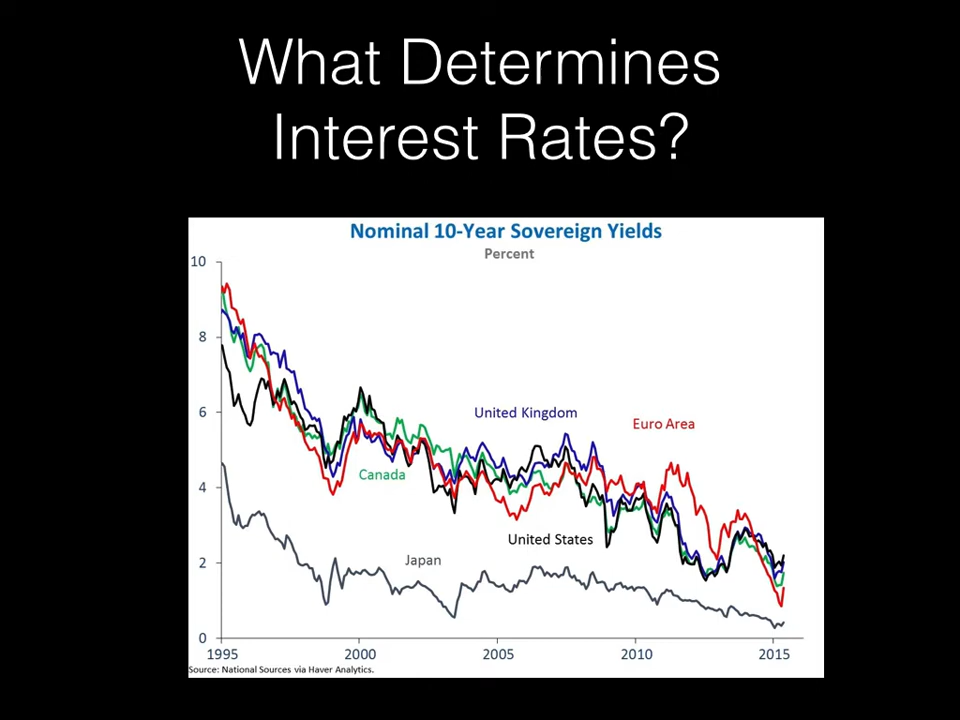 What Determines
Interest Rates?
Nominal 10-Year Sovereign Yields
Percent
10
8
6
4
2
0
United Kingdom
Euro Area
Canada
United States
Japan
1995
2000
2005
2010
2015
Source: National Sources via Haver Analytics.